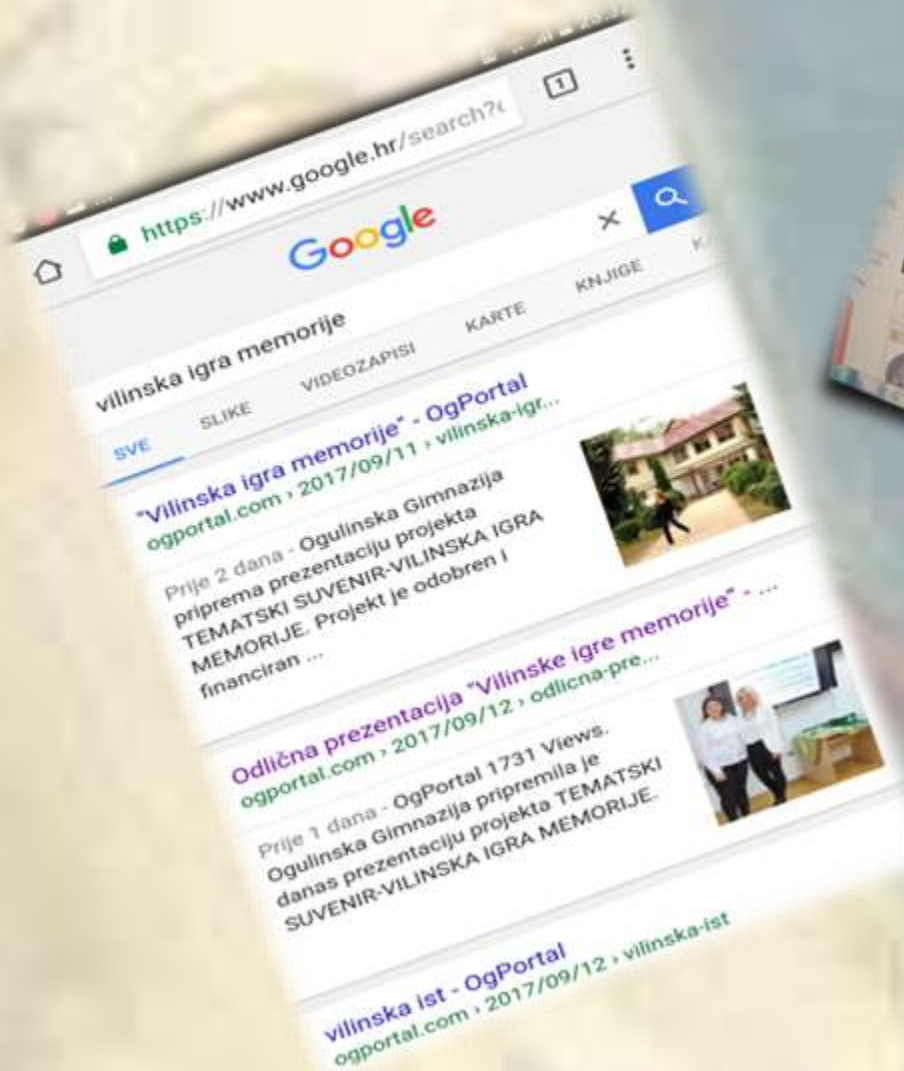 1
https://www.google.hr/search?
Google
vilinska igra memorije
SVE SLIKE VIDEOZAPISI KARTE KNJIGE
"Vilinska igra memorije" - OgPortal
ogportal.com › 2017/09/11 › vilinska-igr...
Prije 2 dana - Ogulinska Gimnazija
priprema prezentaciju projekta
TEMATSKI SUVENIR-VILINSKA IGRA
MEMORIJE. Projekt je odobren i
financiran ...
Odlična prezentacija "Vilinske igre memorije" - ...
ogportal.com › 2017/09/12 › odlicna-pre...
Prije 1 dana - OgPortal 1731 Views.
Ogulinska Gimnazija pripremila je
danas prezentaciju projekta TEMATSKI
SUVENIR-VILINSKA IGRA MEMORIJE.
vilinska ist - OgPortal
ogportal.com › 2017/09/12 › vilinska-ist